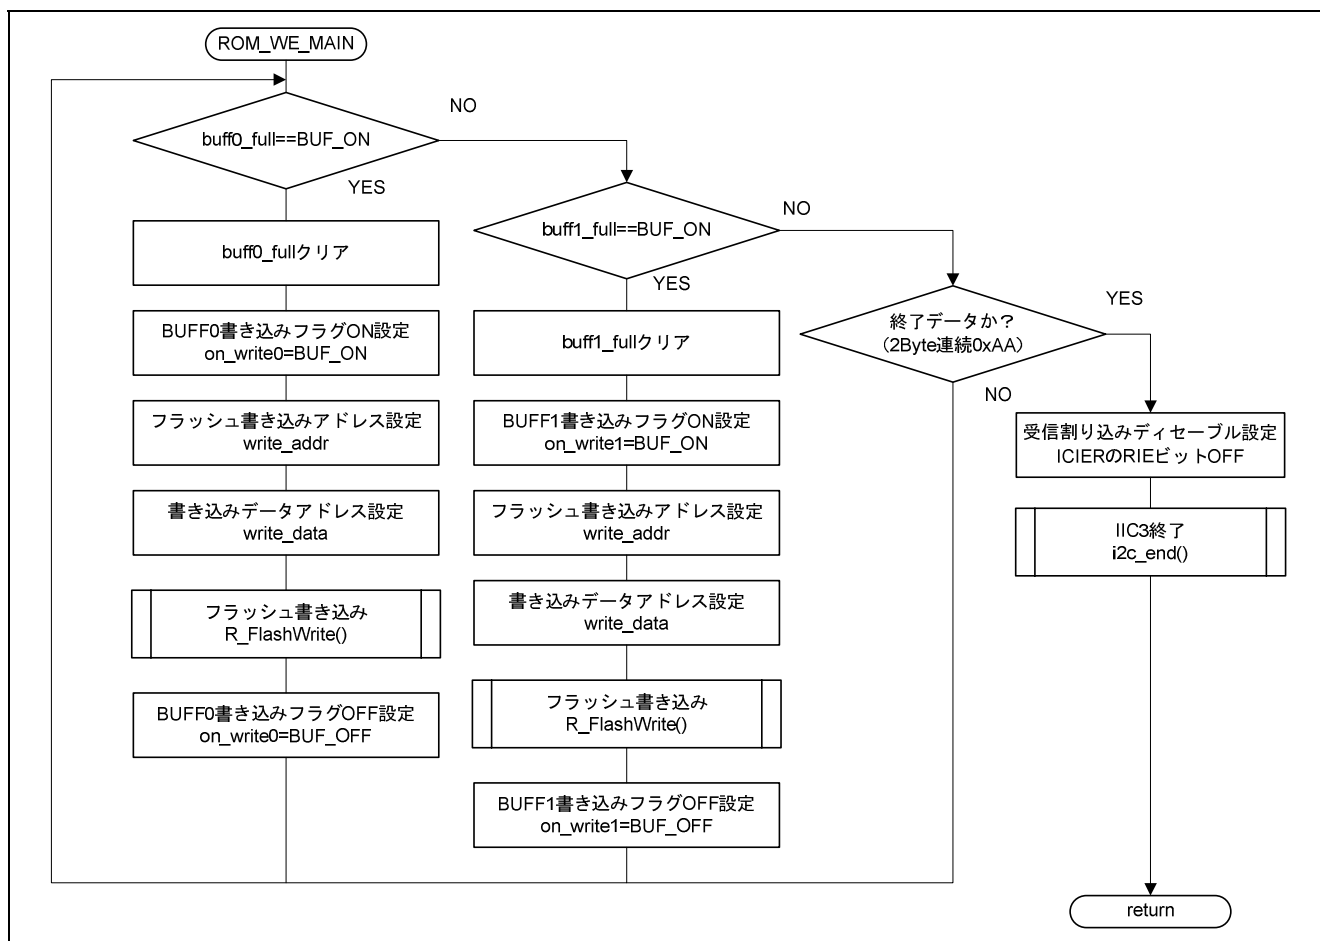 ROM_WE_MAIN
buff0_full==BUF_ON
NO
YES
buff0_fullクリア
BUFF0書き込みフラグON設定
on_write0=BUF_ON
フラッシュ書き込みアドレス設定
write_addr
書き込みデータアドレス設定
write_data
フラッシュ書き込み
R_FlashWrite()
BUFF0書き込みフラグOFF設定
on_write0=BUF_OFF
buff1_full==BUF_ON
NO
YES
buff1_fullクリア
BUFF1書き込みフラグON設定
on_write1=BUF_ON
フラッシュ書き込みアドレス設定
write_addr
書き込みデータアドレス設定
write_data
フラッシュ書き込み
R_FlashWrite()
BUFF1書き込みフラグOFF設定
on_write1=BUF_OFF
終了データか?
(2Byte連続0xAA)
YES
NO
受信割り込みディセーブル設定
ICIERのRIEビットOFF
IIC3終了
i2c_end()
return